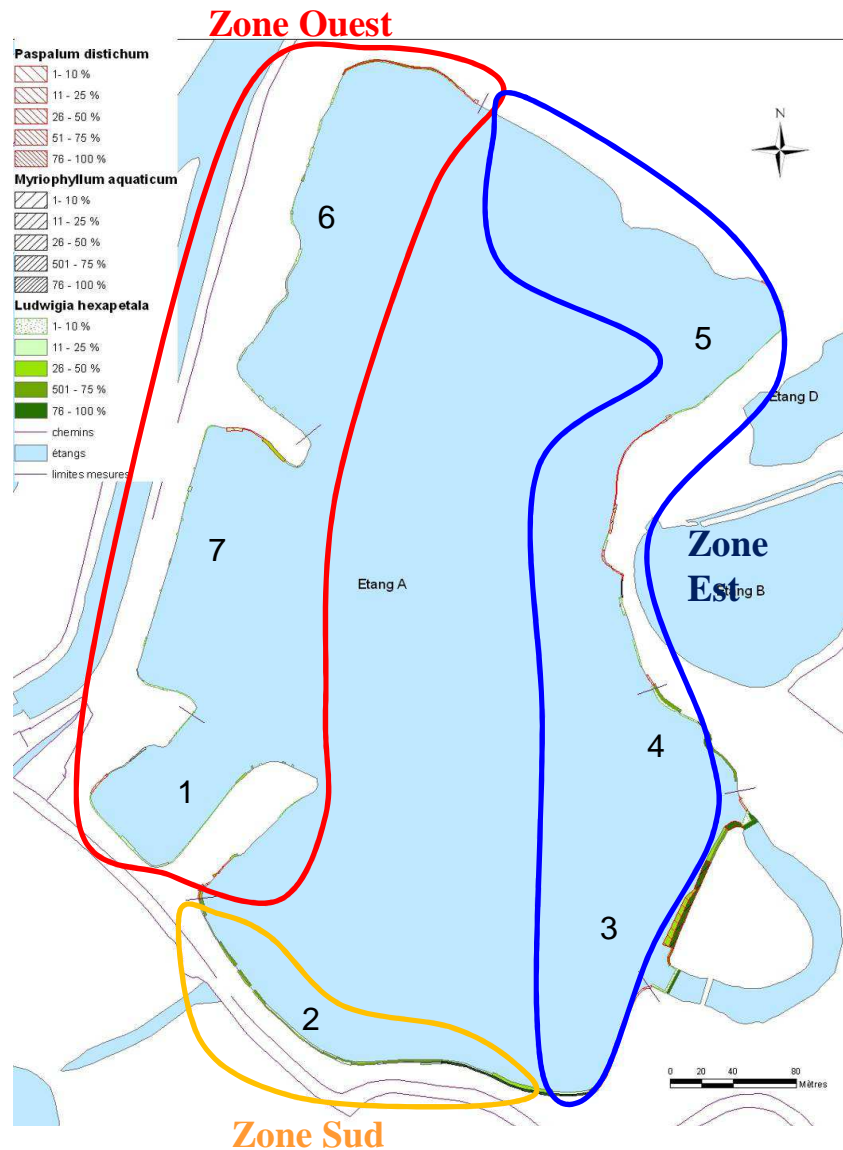 Zone Ouest
Paspalum distichum
1- 10 %
11 - 25 %
26 - 50 %
51 - 75 %
76 - 100 %
Myriophyllum aquaticum
1- 10 %
11 - 25 %
26 - 50 %
501 - 75 %
76 - 100 %
Ludwigia hexapetala
1- 10 %
11 - 25 %
26 - 50 %
501 - 75 %
76 - 100 %
chemins
étangs
limites mesures
N
6
5
Etang D
7
Zone
Est
Etang A
Etang B
4
1
3
2
0 20 40 80
Mètres
Zone Sud